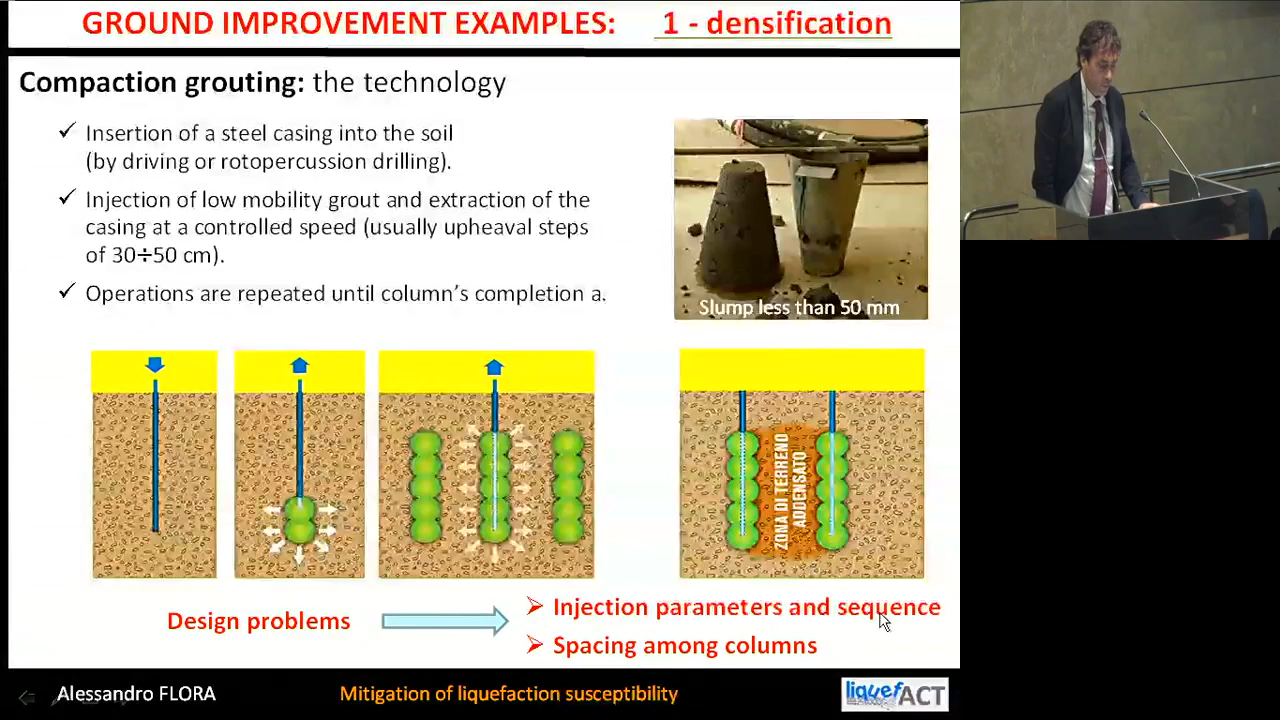 GROUND IMPROVEMENT EXAMPLES: 1 - densification
Compaction grouting: the technology
✓ Insertion of a steel casing into the soil
(by driving or rotopercussion drilling).
✓ Injection of low mobility grout and extraction of the
casing at a controlled speed (usually upheaval steps
of 30÷50 cm).
✓ Operations are repeated until column's completion a.
Slump less than 50 mm
ZONA DI TERRENO
ADDENSATO
Design problems
➢ Injection parameters and sequence
➢ Spacing among columns
Alessandro FLORA
Mitigation of liquefaction susceptibility
liquefACT